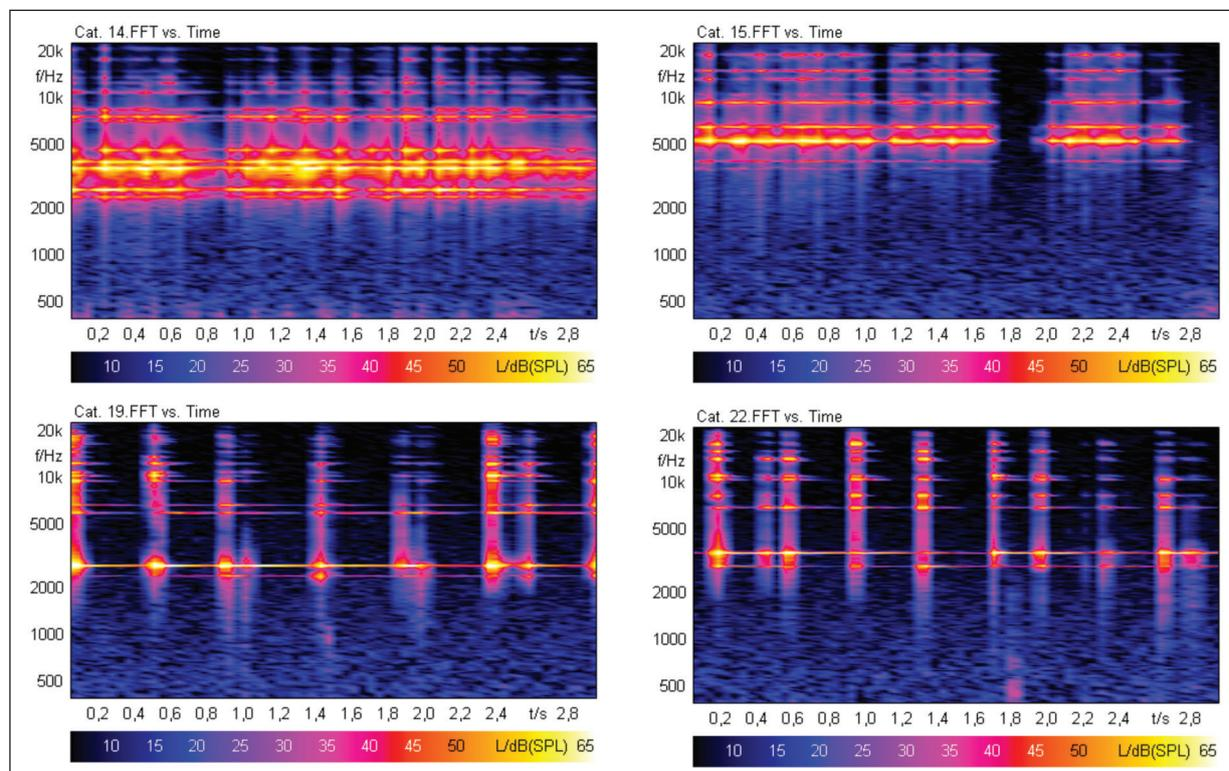 Cat. 14.FFT vs. Time
20k
f/Hz
10k
5000
2000
1000
500
0,2 0,4 0,6 1,0 1,2 1,4 1,6 2,0 2,2 2,4 t/s 2,8
10 15 20 25 30 35 40 45 50 L/dB(SPL) 65
Cat. 15.FFT vs. Time
20k
f/Hz
10k
5000
2000
1000
500
0,2 0,4 0,6 0,8 1,0 1,2 1,4 1,6 1,8 2,0 2,2 2,4 t/s 2,8
10 15 20 25 30 35 40 45 50 L/dB(SPL) 65
Cat. 19.FFT vs. Time
20k
f/Hz
10k
5000
2000
1000
500
0,2 0,4 0,6 1,0 1,2 1,4 1,6 2,0 2,4 t/s 2,8
10 15 20 25 30 35 40 45 50 L/dB(SPL) 65
Cat. 22.FFT vs. Time
20k
f/Hz
10k
5000
2000
1000
500
0,2 0,4 0,6 0,8 1,0 1,2 1,4 1,6 1,8 2,0 2,2 2,4 t/s 2,8
10 15 20 25 30 35 40 45 50 L/dB(SPL) 65